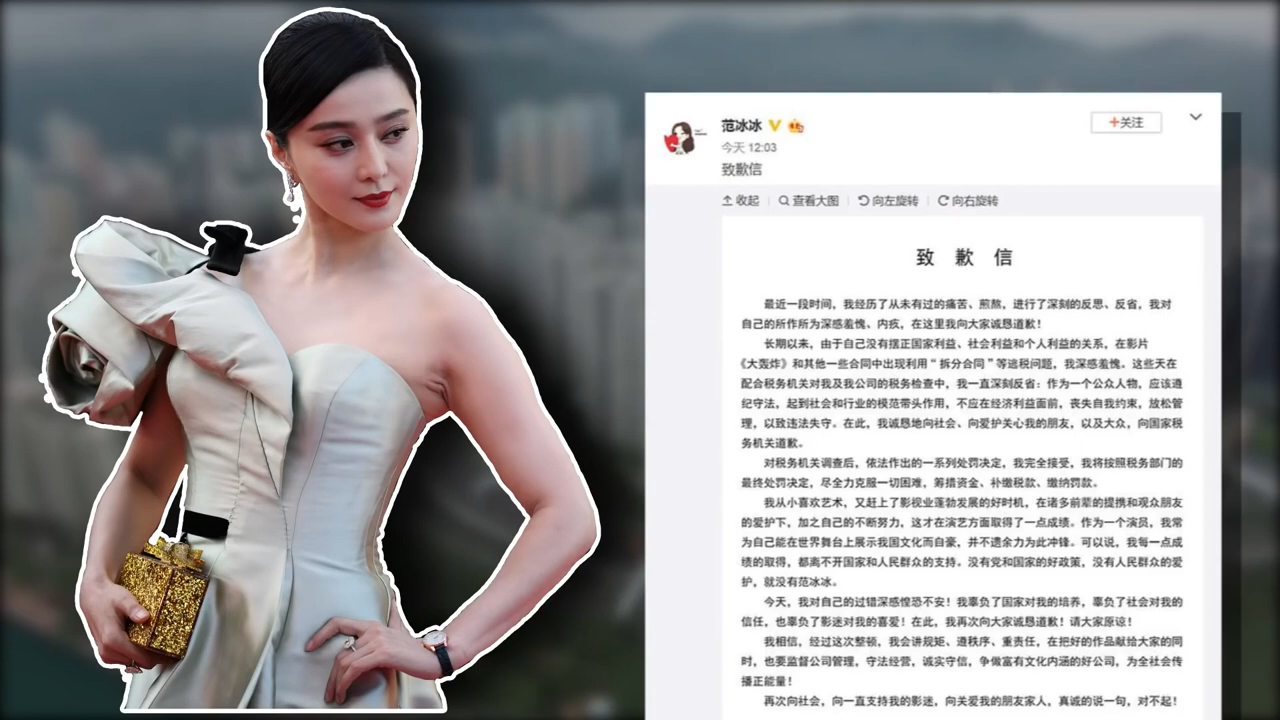 范冰冰
+关注
今天 12:03
致歉信
收起
查看大图
向左旋转
向右旋转
致 歉 信
最近一段时间，我经历了从未有过的痛苦、煎熬，进行了深刻的反思、反省，我对
自己的所作所为深感羞愧、内疚，在这里我向大家诚恳道歉！
长期以来，由于自己没有摆正国家利益、社会利益和个人利益的关系，在影片
《大轰炸》和其他一些合同中出现利用“拆分合同”等逃税问题，我深感羞愧。这些天在
配合税务机关对我及我公司的税务检查中，我一直深刻反省：作为一个公众人物，应该遵
纪守法，起到社会和行业的模范带头作用，不应在经济利益面前，丧失自我约束，放松管
理，以致违法失守。在此，我诚恳地向社会、向爱护关心我的朋友，以及大众，向国家税
务机关道歉。
对税务机关调查后，依法作出的一系列处罚决定，我完全接受，我将按照税务部门的
最终处罚决定，尽全力克服一切困难，筹措资金、补缴税款、缴纳罚款。
我从小喜欢艺术，又赶上了影视业蓬勃发展的好时机，在诸多前辈的提携和观众朋友
的爱护下，加之自己的不断努力，这才在演艺方面取得了一点成绩。作为一个演员，我常
为自己能在世界舞台上展示我国文化而自豪，并不遗余力为此冲锋。可以说，我每一点成
绩的取得，都离不开国家和人民群众的支持。没有党和国家的好政策，没有人民群众的爱
护，就没有范冰冰。
今天，我对自己的过错深感惶恐不安！我辜负了国家对我的培养，辜负了社会对我的
信任，也辜负了影迷对我的喜爱！在此，我再次向大家诚恳道歉！请大家原谅！
我相信，经过这次整顿，我会讲规矩、遵秩序、重责任，在把好的作品献给大家的同
时，也要监督公司管理，守法经营，诚实守信，争做富有文化内涵的好公司，为全社会传
播正能量！
再次向社会，向一直支持我的影迷，向关爱我的朋友家人，真诚的说一句，对不起！